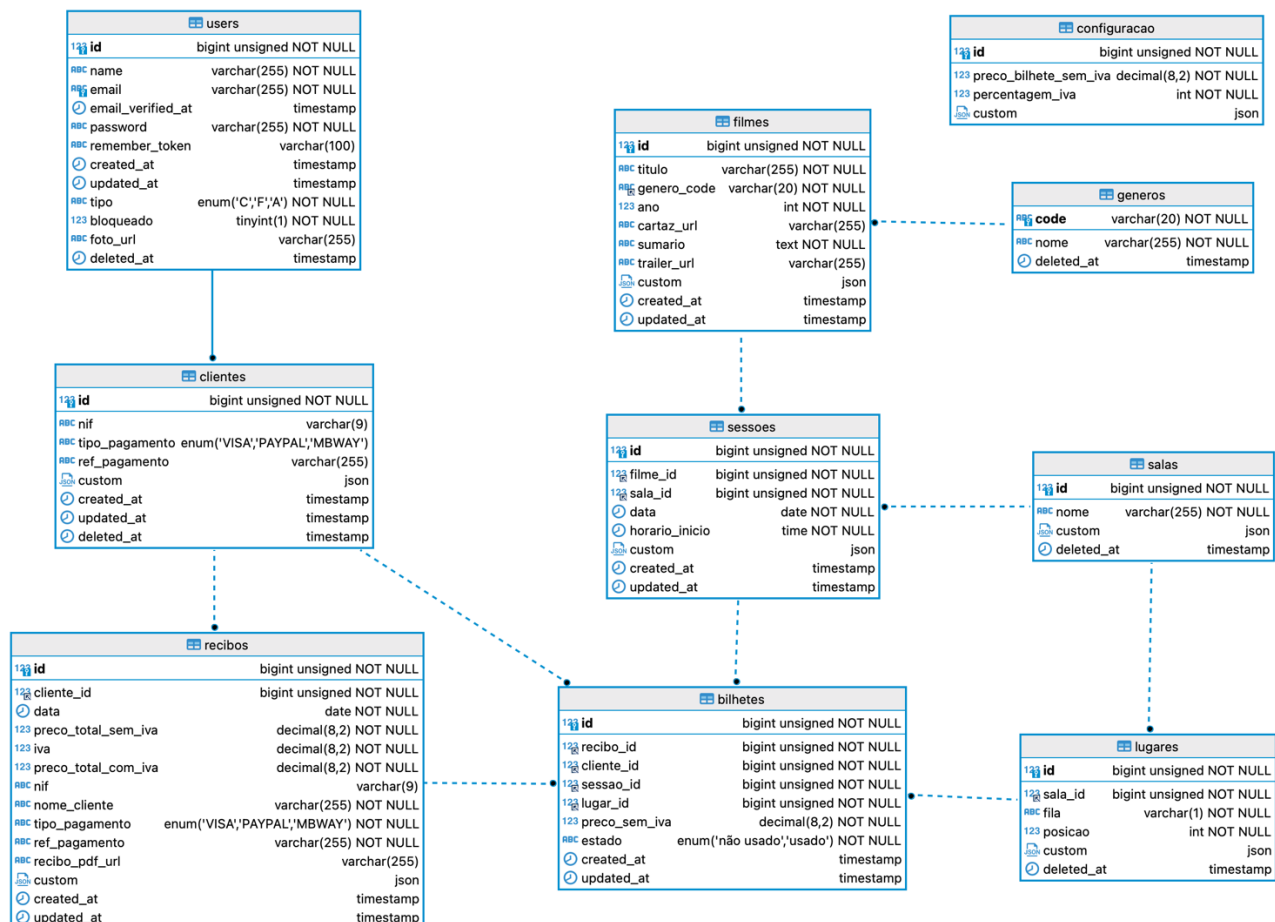 users
id bigint unsigned NOT NULL
name varchar(255) NOT NULL
email varchar(255) NOT NULL
email_verified_at timestamp
password varchar(255) NOT NULL
remember_token varchar(100)
created_at timestamp
updated_at timestamp
tipo enum('C','F','A') NOT NULL
bloqueado tinyint(1) NOT NULL
foto_url varchar(255)
deleted_at timestamp
configuracao
id bigint unsigned NOT NULL
preco_bilhete_sem_iva decimal(8,2) NOT NULL
percentagem_iva int NOT NULL
custom json
filmes
id bigint unsigned NOT NULL
titulo varchar(255) NOT NULL
genero_code varchar(20) NOT NULL
ano int NOT NULL
cartaz_url varchar(255)
sumario text NOT NULL
trailer_url varchar(255)
custom json
created_at timestamp
updated_at timestamp
generos
code varchar(20) NOT NULL
nome varchar(255) NOT NULL
deleted_at timestamp
clientes
id bigint unsigned NOT NULL
nif varchar(9)
tipo_pagamento enum('VISA','PAYPAL','MBWAY')
ref_pagamento varchar(255)
custom json
created_at timestamp
updated_at timestamp
deleted_at timestamp
sessoes
id bigint unsigned NOT NULL
filme_id bigint unsigned NOT NULL
sala_id bigint unsigned NOT NULL
data date NOT NULL
horario_inicio time NOT NULL
custom json
created_at timestamp
updated_at timestamp
salas
id bigint unsigned NOT NULL
nome varchar(255) NOT NULL
custom json
deleted_at timestamp
recibos
id bigint unsigned NOT NULL
cliente_id bigint unsigned NOT NULL
data date NOT NULL
preco_total_sem_iva decimal(8,2) NOT NULL
iva decimal(8,2) NOT NULL
preco_total_com_iva decimal(8,2) NOT NULL
nif varchar(9)
nome_cliente varchar(255) NOT NULL
tipo_pagamento enum('VISA','PAYPAL','MBWAY') NOT NULL
ref_pagamento varchar(255) NOT NULL
recibo_pdf_url varchar(255)
custom json
created_at timestamp
updated_at timestamp
bilhetes
id bigint unsigned NOT NULL
recibo_id bigint unsigned NOT NULL
cliente_id bigint unsigned NOT NULL
sessao_id bigint unsigned NOT NULL
lugar_id bigint unsigned NOT NULL
preco_sem_iva decimal(8,2) NOT NULL
estado enum('não usado','usado') NOT NULL
created_at timestamp
updated_at timestamp
lugares
id bigint unsigned NOT NULL
sala_id bigint unsigned NOT NULL
fila varchar(1) NOT NULL
posicao int NOT NULL
custom json
deleted_at timestamp